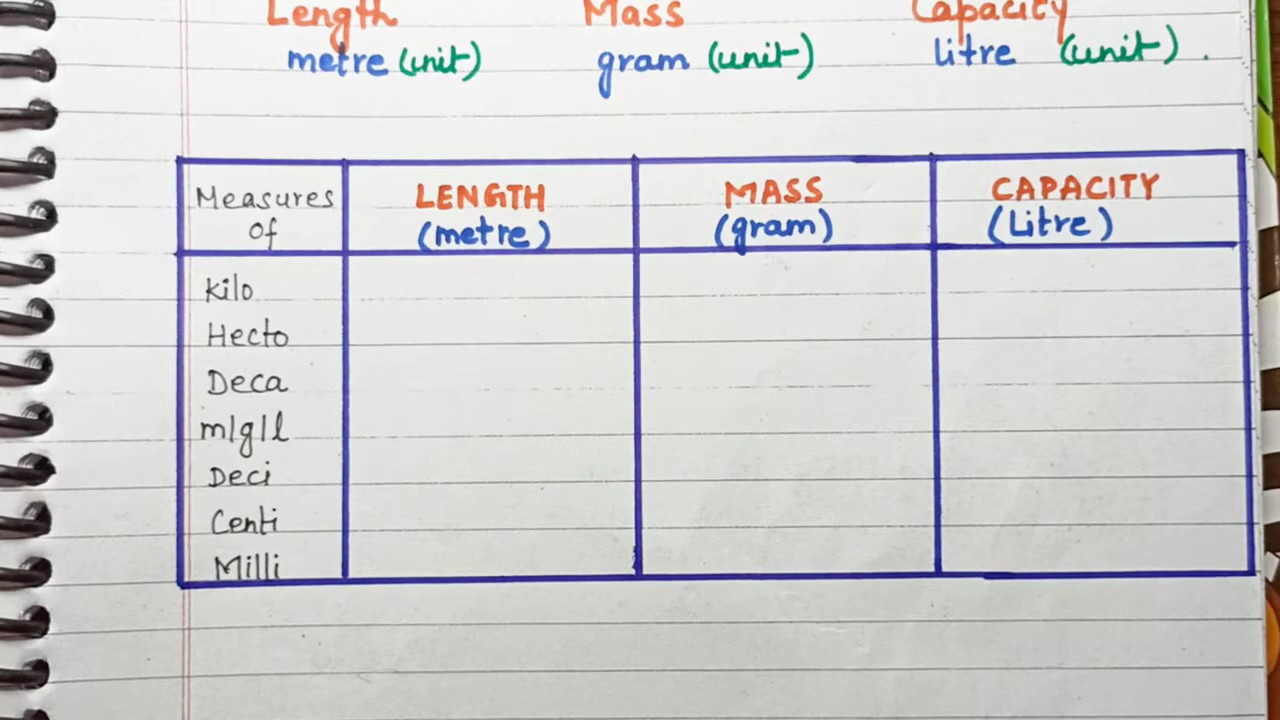 Length Mass Capacity
metre (unit) gram (unit) litre (unit) .
Measures of LENGTH (metre) MASS (gram) CAPACITY (Litre)
Kilo
Hecto
Deca
m/g/l
Deci
Centi
Milli